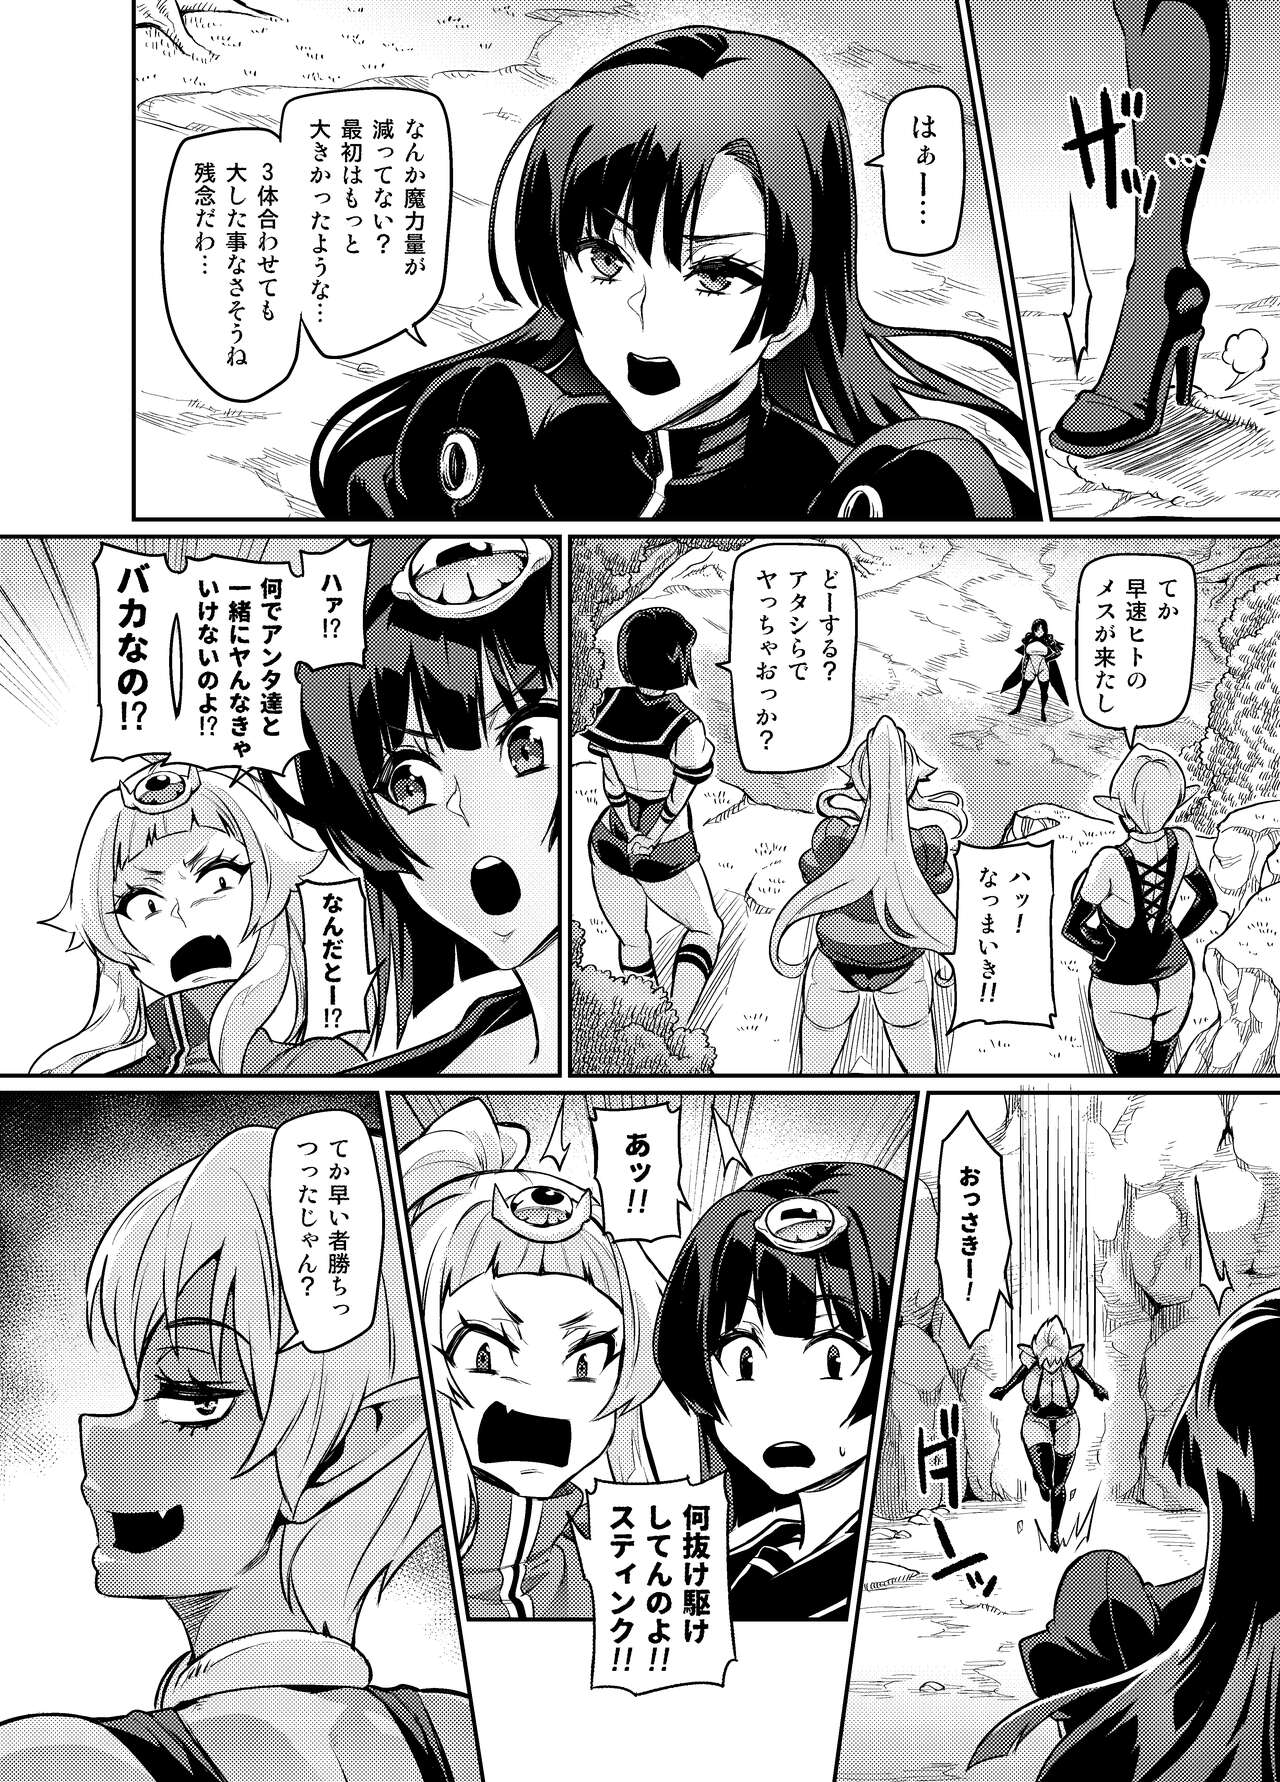 ザッ…
はぁー…
なんか魔力量が
減ってない?
最初はもっと
大きかったような…
3体合わせても
大した事なさそうね
残念だわ…
てか
早速ヒトの
メスが来たし
どーする?
アタシらで
ヤっちゃおっか?
ハッ!
なっまいき!!
ハァ!?
何でアンタ達と
一緒にヤんなきゃ
いけないのよ!?
バカなの!?
なんだとー!?
おっさきー!
ダンッ
あッ!!
何抜け駆け
してんのよ!!
スティンク!!
てか早い者勝ちっ
つったじゃん?